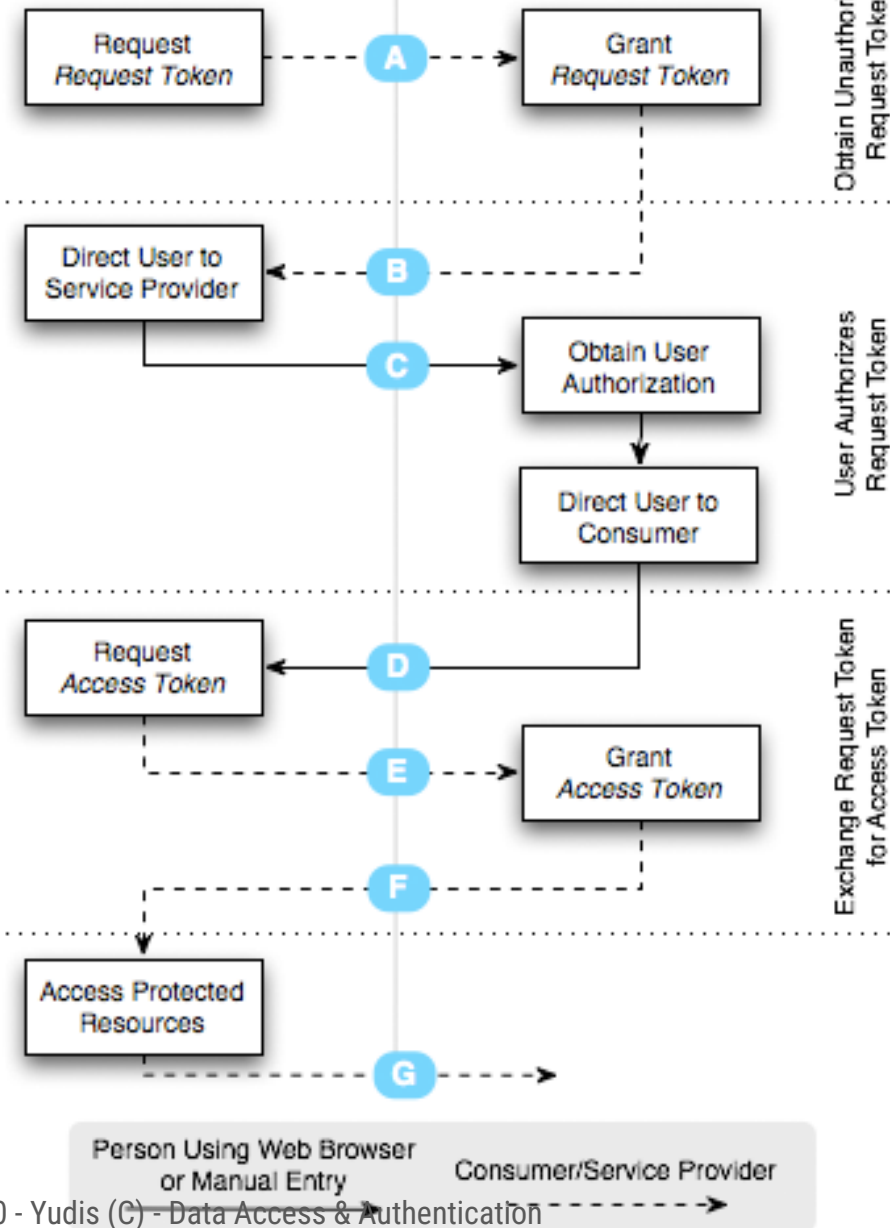 Request
Request Token
A
Grant
Request Token
Obtain Unauthor
Request Toke
Direct User to
Service Provider
B
C
Obtain User
Authorization
Direct User to
Consumer
User Authorizes
Request Token
Request
Access Token
D
E
Grant
Access Token
F
Exchange Request Token
for Access Token
Access Protected
Resources
G
Person Using Web Browser
or Manual Entry
Consumer/Service Provider
0 - Yudis (C) - Data Access & Authentication